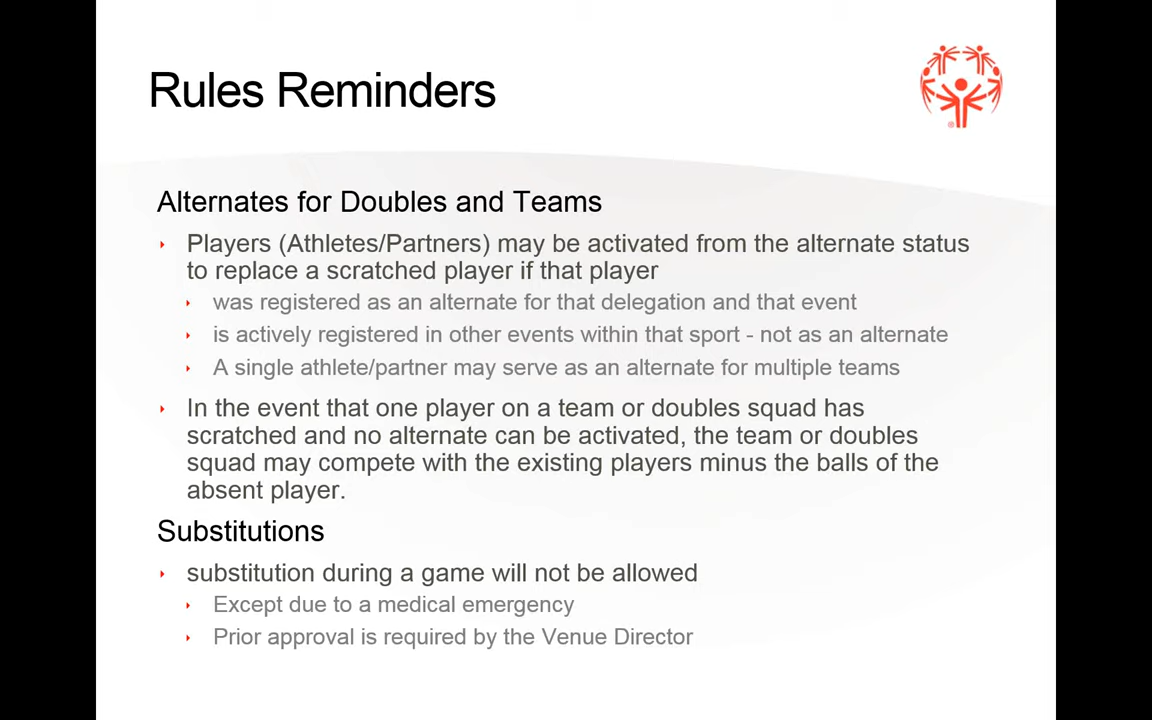 Rules Reminders
Alternates for Doubles and Teams
Players (Athletes/Partners) may be activated from the alternate status
to replace a scratched player if that player
was registered as an alternate for that delegation and that event
is actively registered in other events within that sport - not as an alternate
A single athlete/partner may serve as an alternate for multiple teams
In the event that one player on a team or doubles squad has
scratched and no alternate can be activated, the team or doubles
squad may compete with the existing players minus the balls of the
absent player.
Substitutions
substitution during a game will not be allowed
Except due to a medical emergency
Prior approval is required by the Venue Director